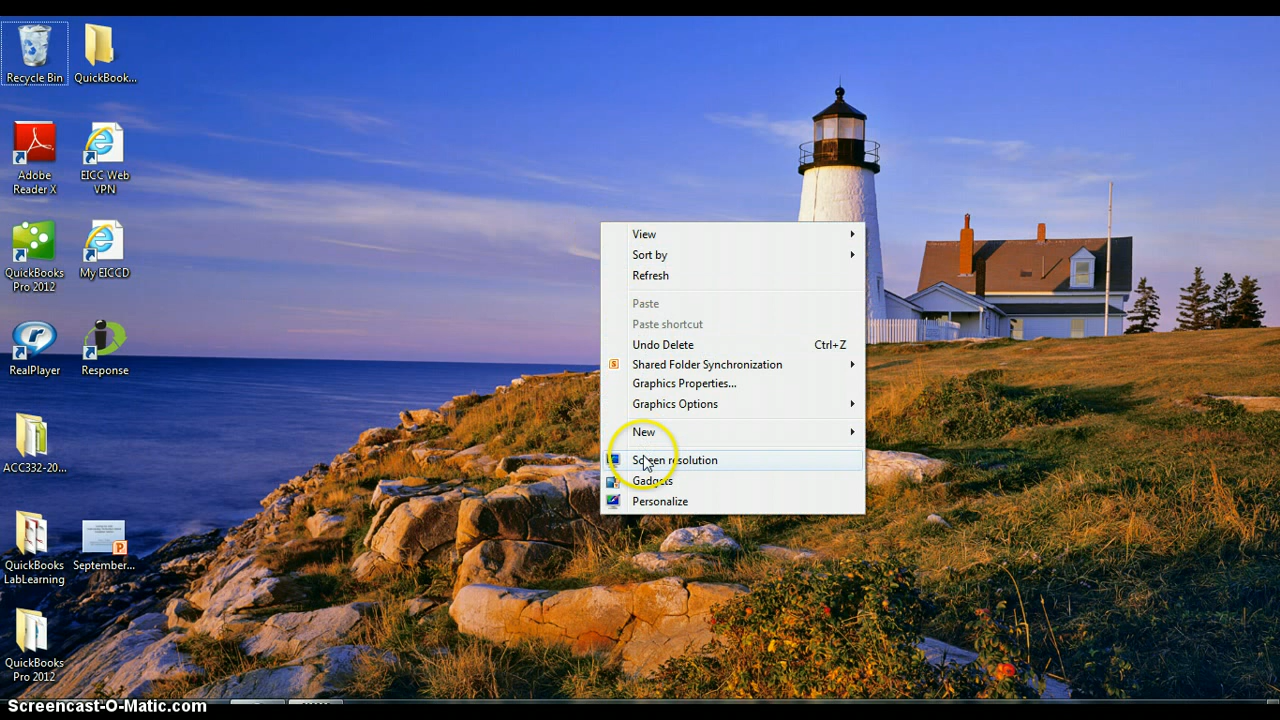 Recycle Bin
QuickBook...
Adobe
Reader X
EICC Web
VPN
QuickBooks
Pro 2012
My EICCD
RealPlayer
Response
ACC332-20...
QuickBooks
LabLearning
September...
QuickBooks
Pro 2012
View
Sort by
Refresh
Paste
Paste shortcut
Undo Delete Ctrl+Z
Shared Folder Synchronization
Graphics Properties...
Graphics Options
New
Screen resolution
Gadgets
Personalize
Screencast-O-Matic.com